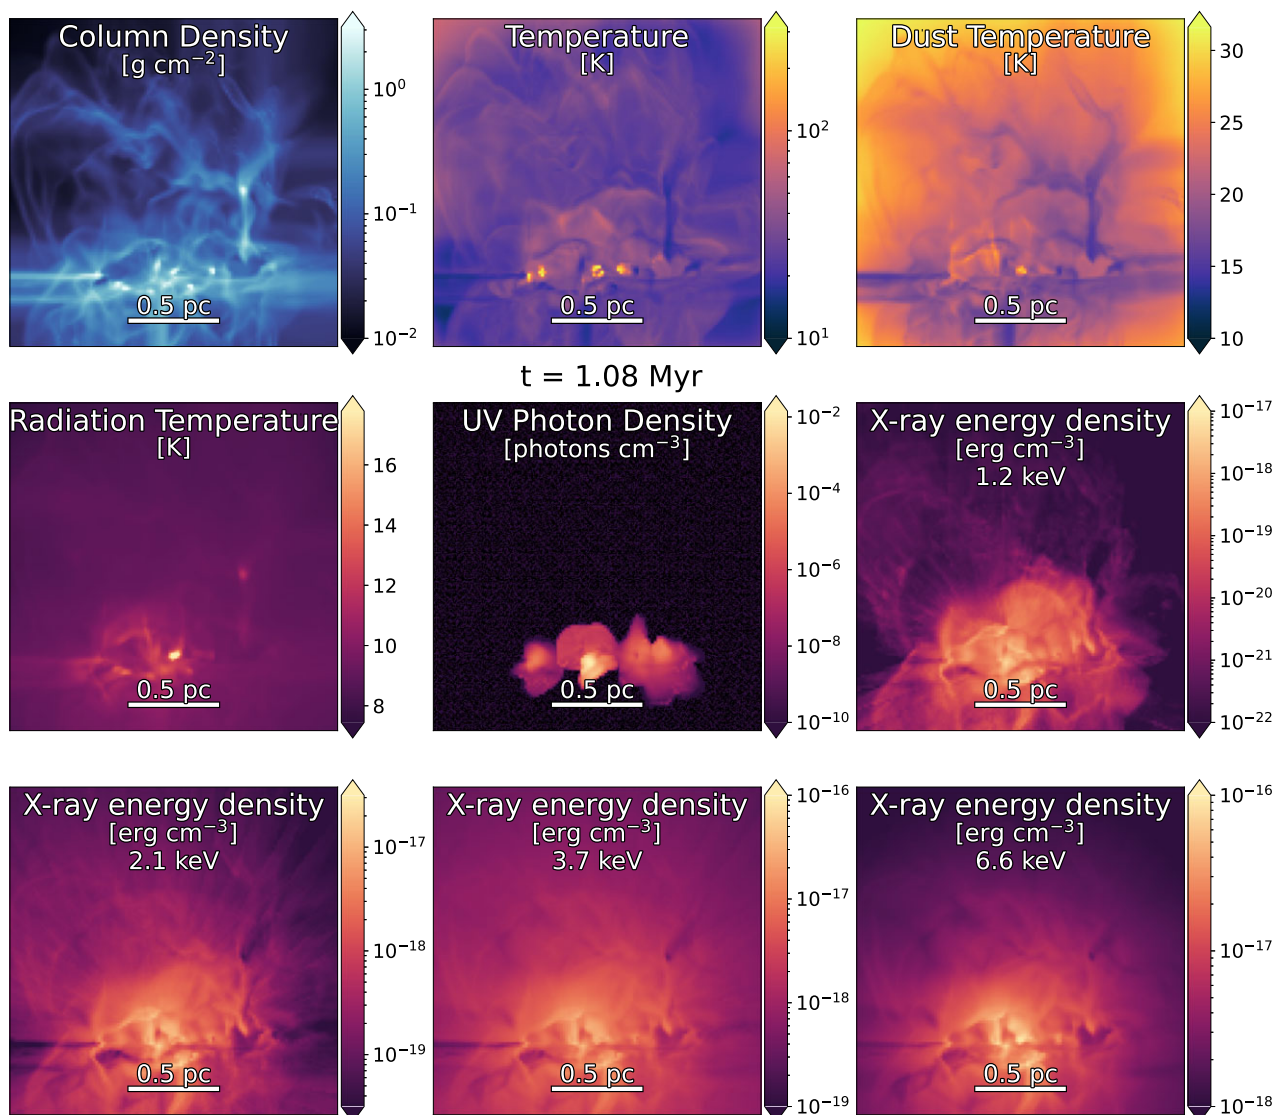 Column Density
[g cm⁻²]
0.5 pc
10⁰
10⁻¹
10⁻²
Temperature
[K]
0.5 pc
10²
10¹
Dust Temperature
[K]
0.5 pc
30
25
20
15
10
t = 1.08 Myr
Radiation Temperature
[K]
0.5 pc
16
14
12
10
8
UV Photon Density
[photons cm⁻³]
0.5 pc
10⁻²
10⁻⁴
10⁻⁶
10⁻⁸
10⁻¹⁰
X-ray energy density
[erg cm⁻³]
1.2 keV
0.5 pc
10⁻¹⁷
10⁻¹⁸
10⁻¹⁹
10⁻²⁰
10⁻²¹
10⁻²²
X-ray energy density
[erg cm⁻³]
2.1 keV
0.5 pc
10⁻¹⁷
10⁻¹⁸
10⁻¹⁹
X-ray energy density
[erg cm⁻³]
3.7 keV
0.5 pc
10⁻¹⁶
10⁻¹⁷
10⁻¹⁸
10⁻¹⁹
X-ray energy density
[erg cm⁻³]
6.6 keV
0.5 pc
10⁻¹⁶
10⁻¹⁷
10⁻¹⁸